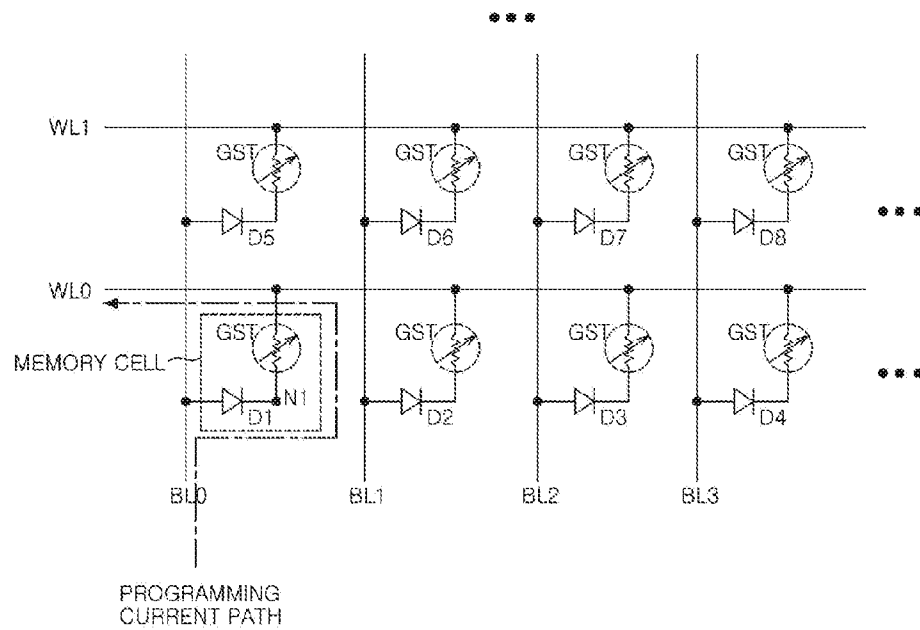 WL1
GST GST GST GST
D5 D6 D7 D8
WL0
GST GST GST GST
MEMORY CELL
N1
D1 D2 D3 D4
BL0 BL1 BL2 BL3
PROGRAMMING
CURRENT PATH